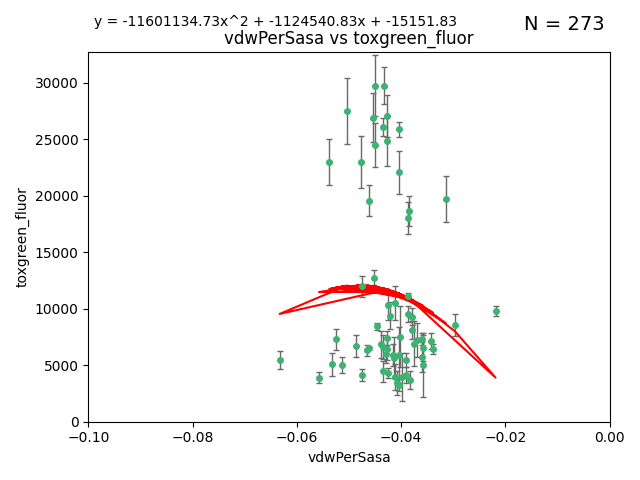 y = -11601134.73x^2 + -1124540.83x + -15151.83
N = 273
vdwPerSasa vs toxgreen_fluor
toxgreen_fluor
30000
25000
20000
15000
10000
5000
0
−0.10
−0.08
−0.06
−0.04
−0.02
0.00
vdwPerSasa